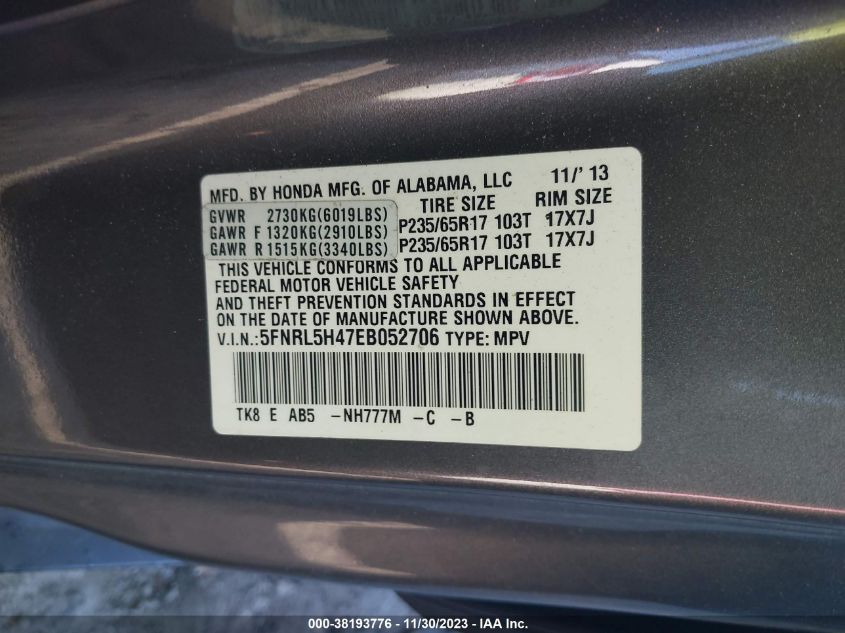 MFD. BY HONDA MFG. OF ALABAMA, LLC 11/' 13
TIRE SIZE RIM SIZE
GVWR 2730KG(6019LBS)
GAWR F 1320KG(2910LBS) P235/65R17 103T 17X7J
GAWR R 1515KG(3340LBS) P235/65R17 103T 17X7J
THIS VEHICLE CONFORMS TO ALL APPLICABLE
FEDERAL MOTOR VEHICLE SAFETY
AND THEFT PREVENTION STANDARDS IN EFFECT
ON THE DATE OF MANUFACTURE SHOWN ABOVE.
V.I.N.:5FNRL5H47EB052706 TYPE: MPV
TK8 E AB5 -NH777M -C -B
000-38193776 - 11/30/2023 - IAA Inc.